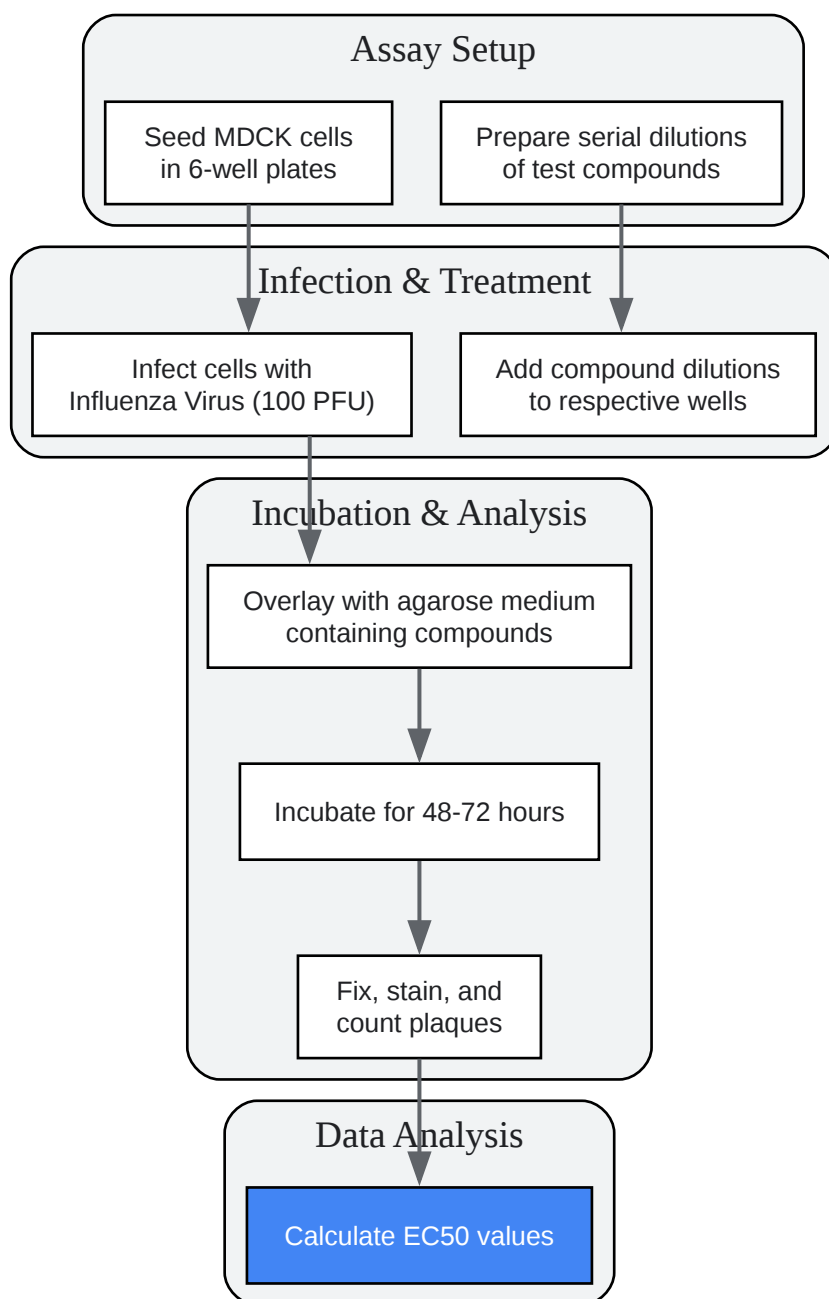 Assay Setup
Seed MDCK cells
in 6-well plates
Prepare serial dilutions
of test compounds
Infection & Treatment
Infect cells with
Influenza Virus (100 PFU)
Add compound dilutions
to respective wells
Incubation & Analysis
Overlay with agarose medium
containing compounds
Incubate for 48-72 hours
Fix, stain, and
count plaques
Data Analysis
Calculate EC50 values